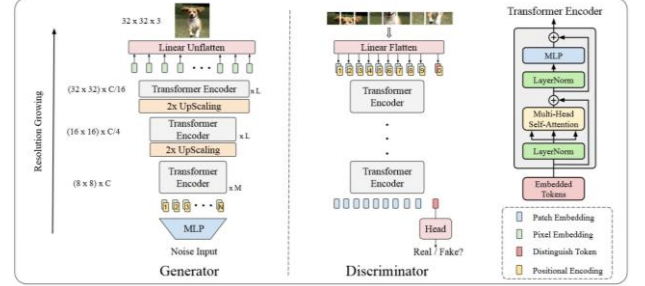 32 x 32 x 3
Linear Unflatten
Resolution Growing
(32 x 32) x C/16
Transformer Encoder
x L
2x UpScaling
(16 x 16) x C/4
Transformer
Encoder
x L
2x UpScaling
(8 x 8) x C
Transformer
Encoder
x M
MLP
Noise Input
Generator
Linear Flatten
Transformer
Encoder
Transformer
Encoder
Head
Real / Fake?
Discriminator
Transformer Encoder
MLP
LayerNorm
Multi-Head
Self-Attention
LayerNorm
Embedded
Tokens
Patch Embedding
Pixel Embedding
Distinguish Token
Positional Encoding